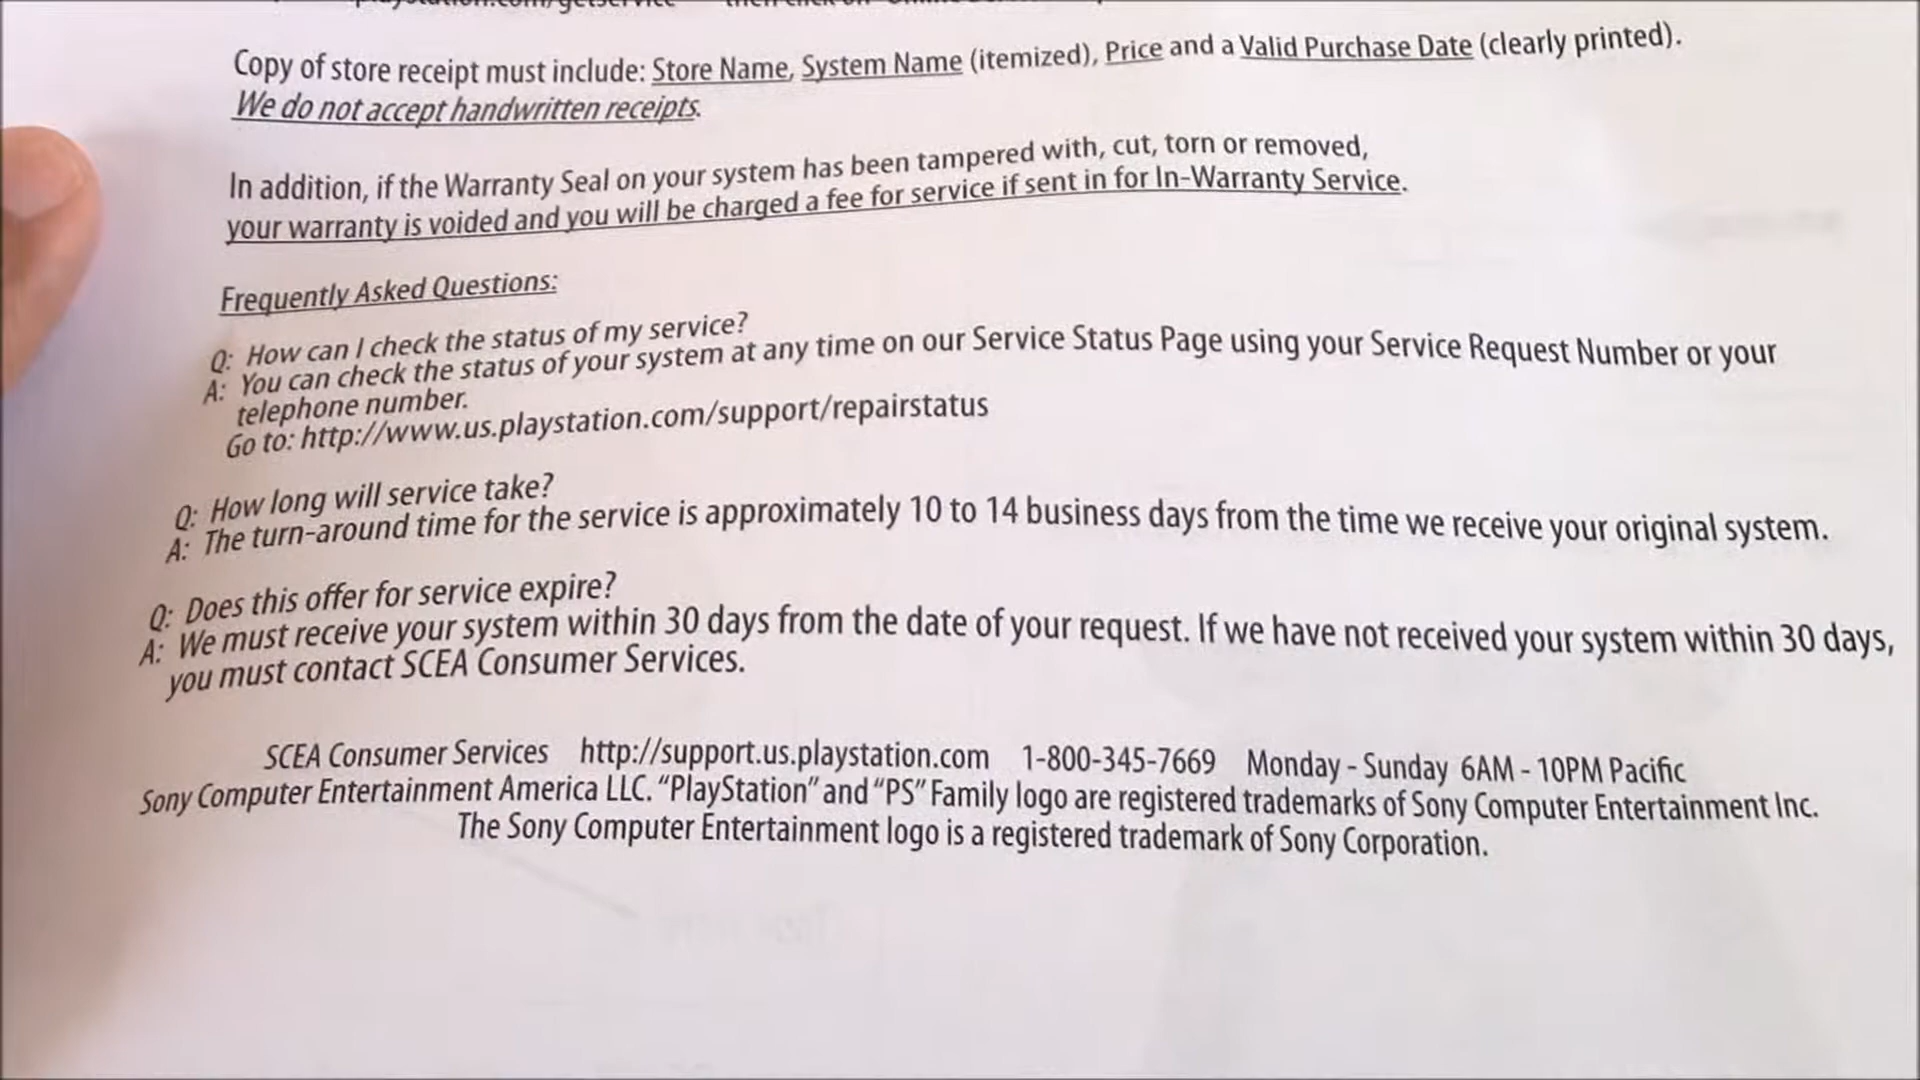 Copy of store receipt must include: Store Name, System Name (itemized), Price and a Valid Purchase Date (clearly printed).
We do not accept handwritten receipts.
In addition, if the Warranty Seal on your system has been tampered with, cut, torn or removed,
your warranty is voided and you will be charged a fee for service if sent in for In-Warranty Service.
Frequently Asked Questions:
Q: How can I check the status of my service?
A: You can check the status of your system at any time on our Service Status Page using your Service Request Number or your
telephone number.
Go to: http://www.us.playstation.com/support/repairstatus
Q: How long will service take?
A: The turn-around time for the service is approximately 10 to 14 business days from the time we receive your original system.
Q: Does this offer for service expire?
A: We must receive your system within 30 days from the date of your request. If we have not received your system within 30 days,
you must contact SCEA Consumer Services.
SCEA Consumer Services http://support.us.playstation.com 1-800-345-7669 Monday - Sunday 6AM - 10PM Pacific
Sony Computer Entertainment America LLC. “PlayStation” and “PS” Family logo are registered trademarks of Sony Computer Entertainment Inc.
The Sony Computer Entertainment logo is a registered trademark of Sony Corporation.